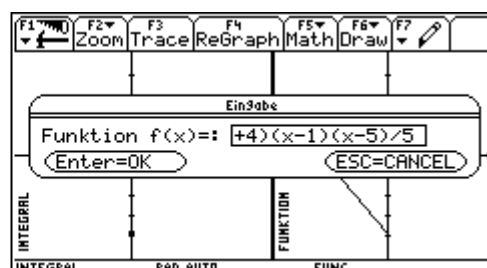 F1 F2 F3 F4 F5 F6 F7
Zoom Trace ReGraph Math Draw
Eingabe
Funktion f(x)=: +4)(x-1)(x-5)/5
Enter=OK ESC=CANCEL
INTEGRAL
FUNKTION
INTEGRAL RAD AUTO FUNC